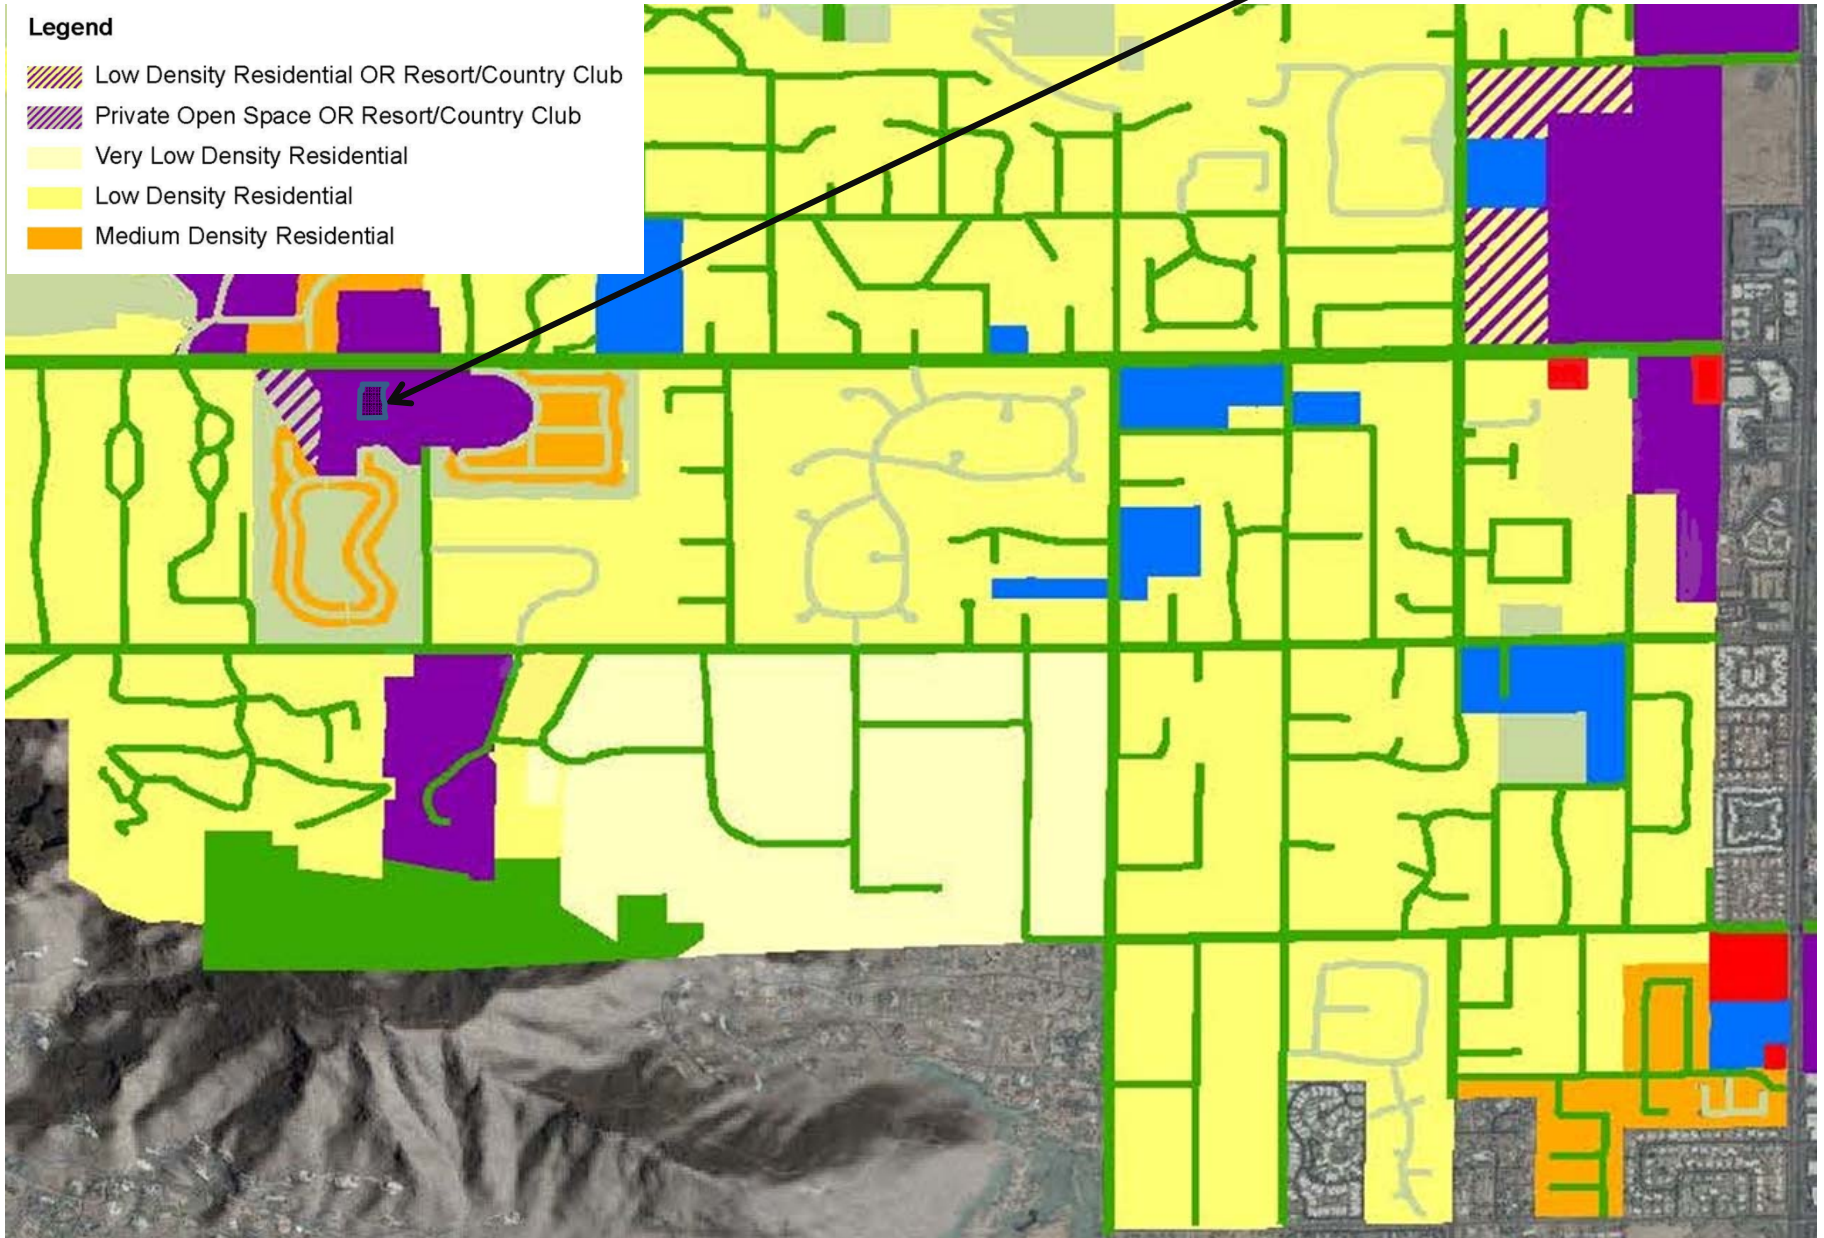 Legend
Low Density Residential OR Resort/Country Club
Private Open Space OR Resort/Country Club
Very Low Density Residential
Low Density Residential
Medium Density Residential